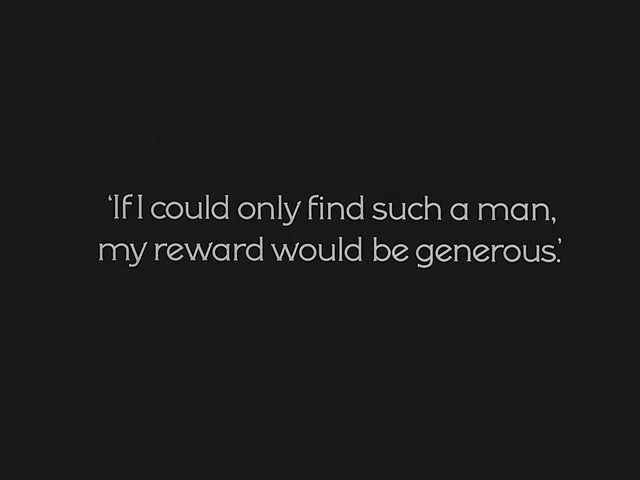 ‘If I could only find such a man,
my reward would be generous.’